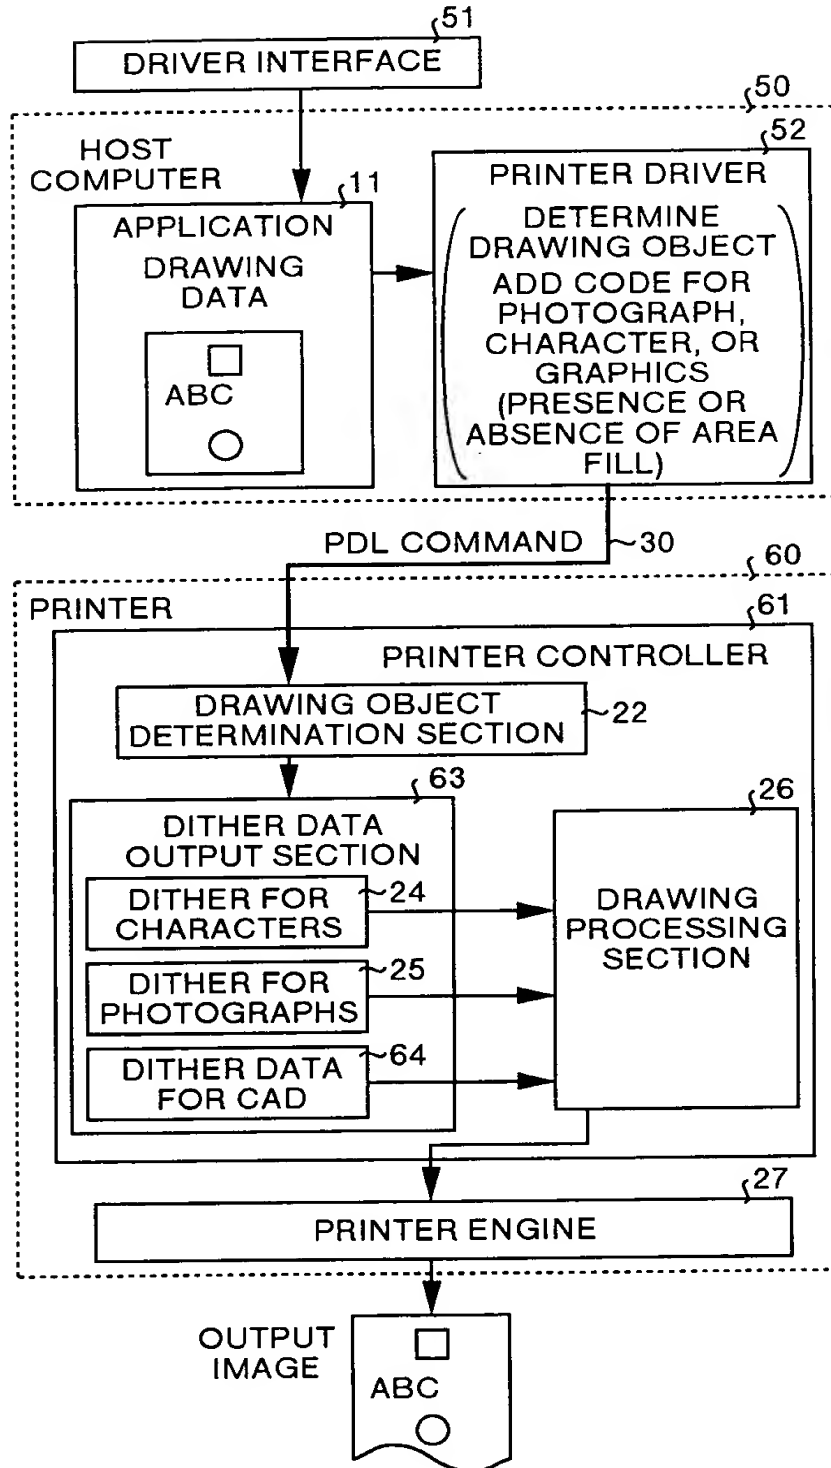 51
DRIVER INTERFACE
50
HOST
COMPUTER
11
APPLICATION
DRAWING
DATA
ABC
52
PRINTER DRIVER
DETERMINE
DRAWING OBJECT
ADD CODE FOR
PHOTOGRAPH,
CHARACTER, OR
GRAPHICS
(PRESENCE OR
ABSENCE OF AREA
FILL)
PDL COMMAND
30
60
PRINTER
61
PRINTER CONTROLLER
DRAWING OBJECT
DETERMINATION SECTION
22
63
DITHER DATA
OUTPUT SECTION
DITHER FOR
CHARACTERS
24
DITHER FOR
PHOTOGRAPHS
25
DITHER DATA
FOR CAD
64
26
DRAWING
PROCESSING
SECTION
27
PRINTER ENGINE
OUTPUT
IMAGE
ABC